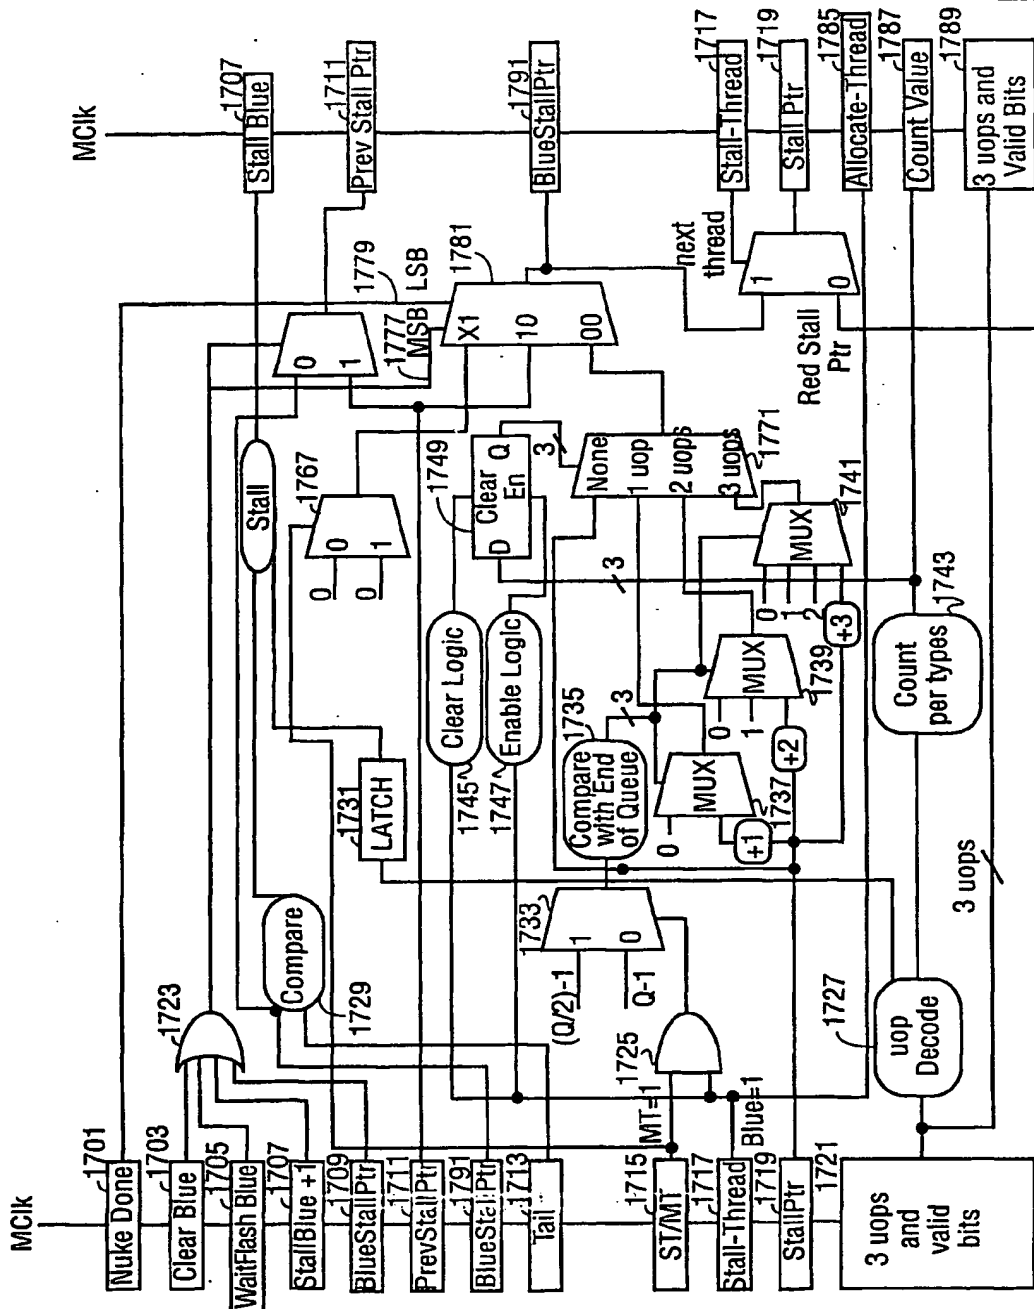 MClk
1701
Nuke Done
1703
Clear Blue
1705
WaitFlash Blue
1707
StallBlue +1
1709
BlueStallPtr
1711
PrevStallPtr
1791
BlueStallPtr
1713
Tail
1715
ST/MT
1717
Stall-Thread
1719
StallPtr
1721
3 uops
and
valid
bits
1723
Compare
1729
1725
MT=1
Blue=1
(Q/2)-1
Q-1
1733
1
0
1727
uop
Decode
3 uops
1731
LATCH
1745
Clear Logic
1747
Enable Logic
1735
Compare
with End
of Queue
3
0
MUX
1737
+1
0
1
MUX
1739
+2
0
1
2
MUX
1741
+3
Count
per types
1743
Stall
1767
0
0
0
1
1749
D
Clear
En
Q
3
3
None
1 uop
2 uops
3 uops
1771
0
1
1777
MSB
1779
LSB
1781
X1
10
00
next
thread
1
0
Red Stall
Ptr
MClk
1707
Stall Blue
1711
Prev Stall Ptr
1791
BlueStallPtr
1717
Stall-Thread
1719
Stall Ptr
1785
Allocate-Thread
1787
Count Value
1789
3 uops and
Valid Bits